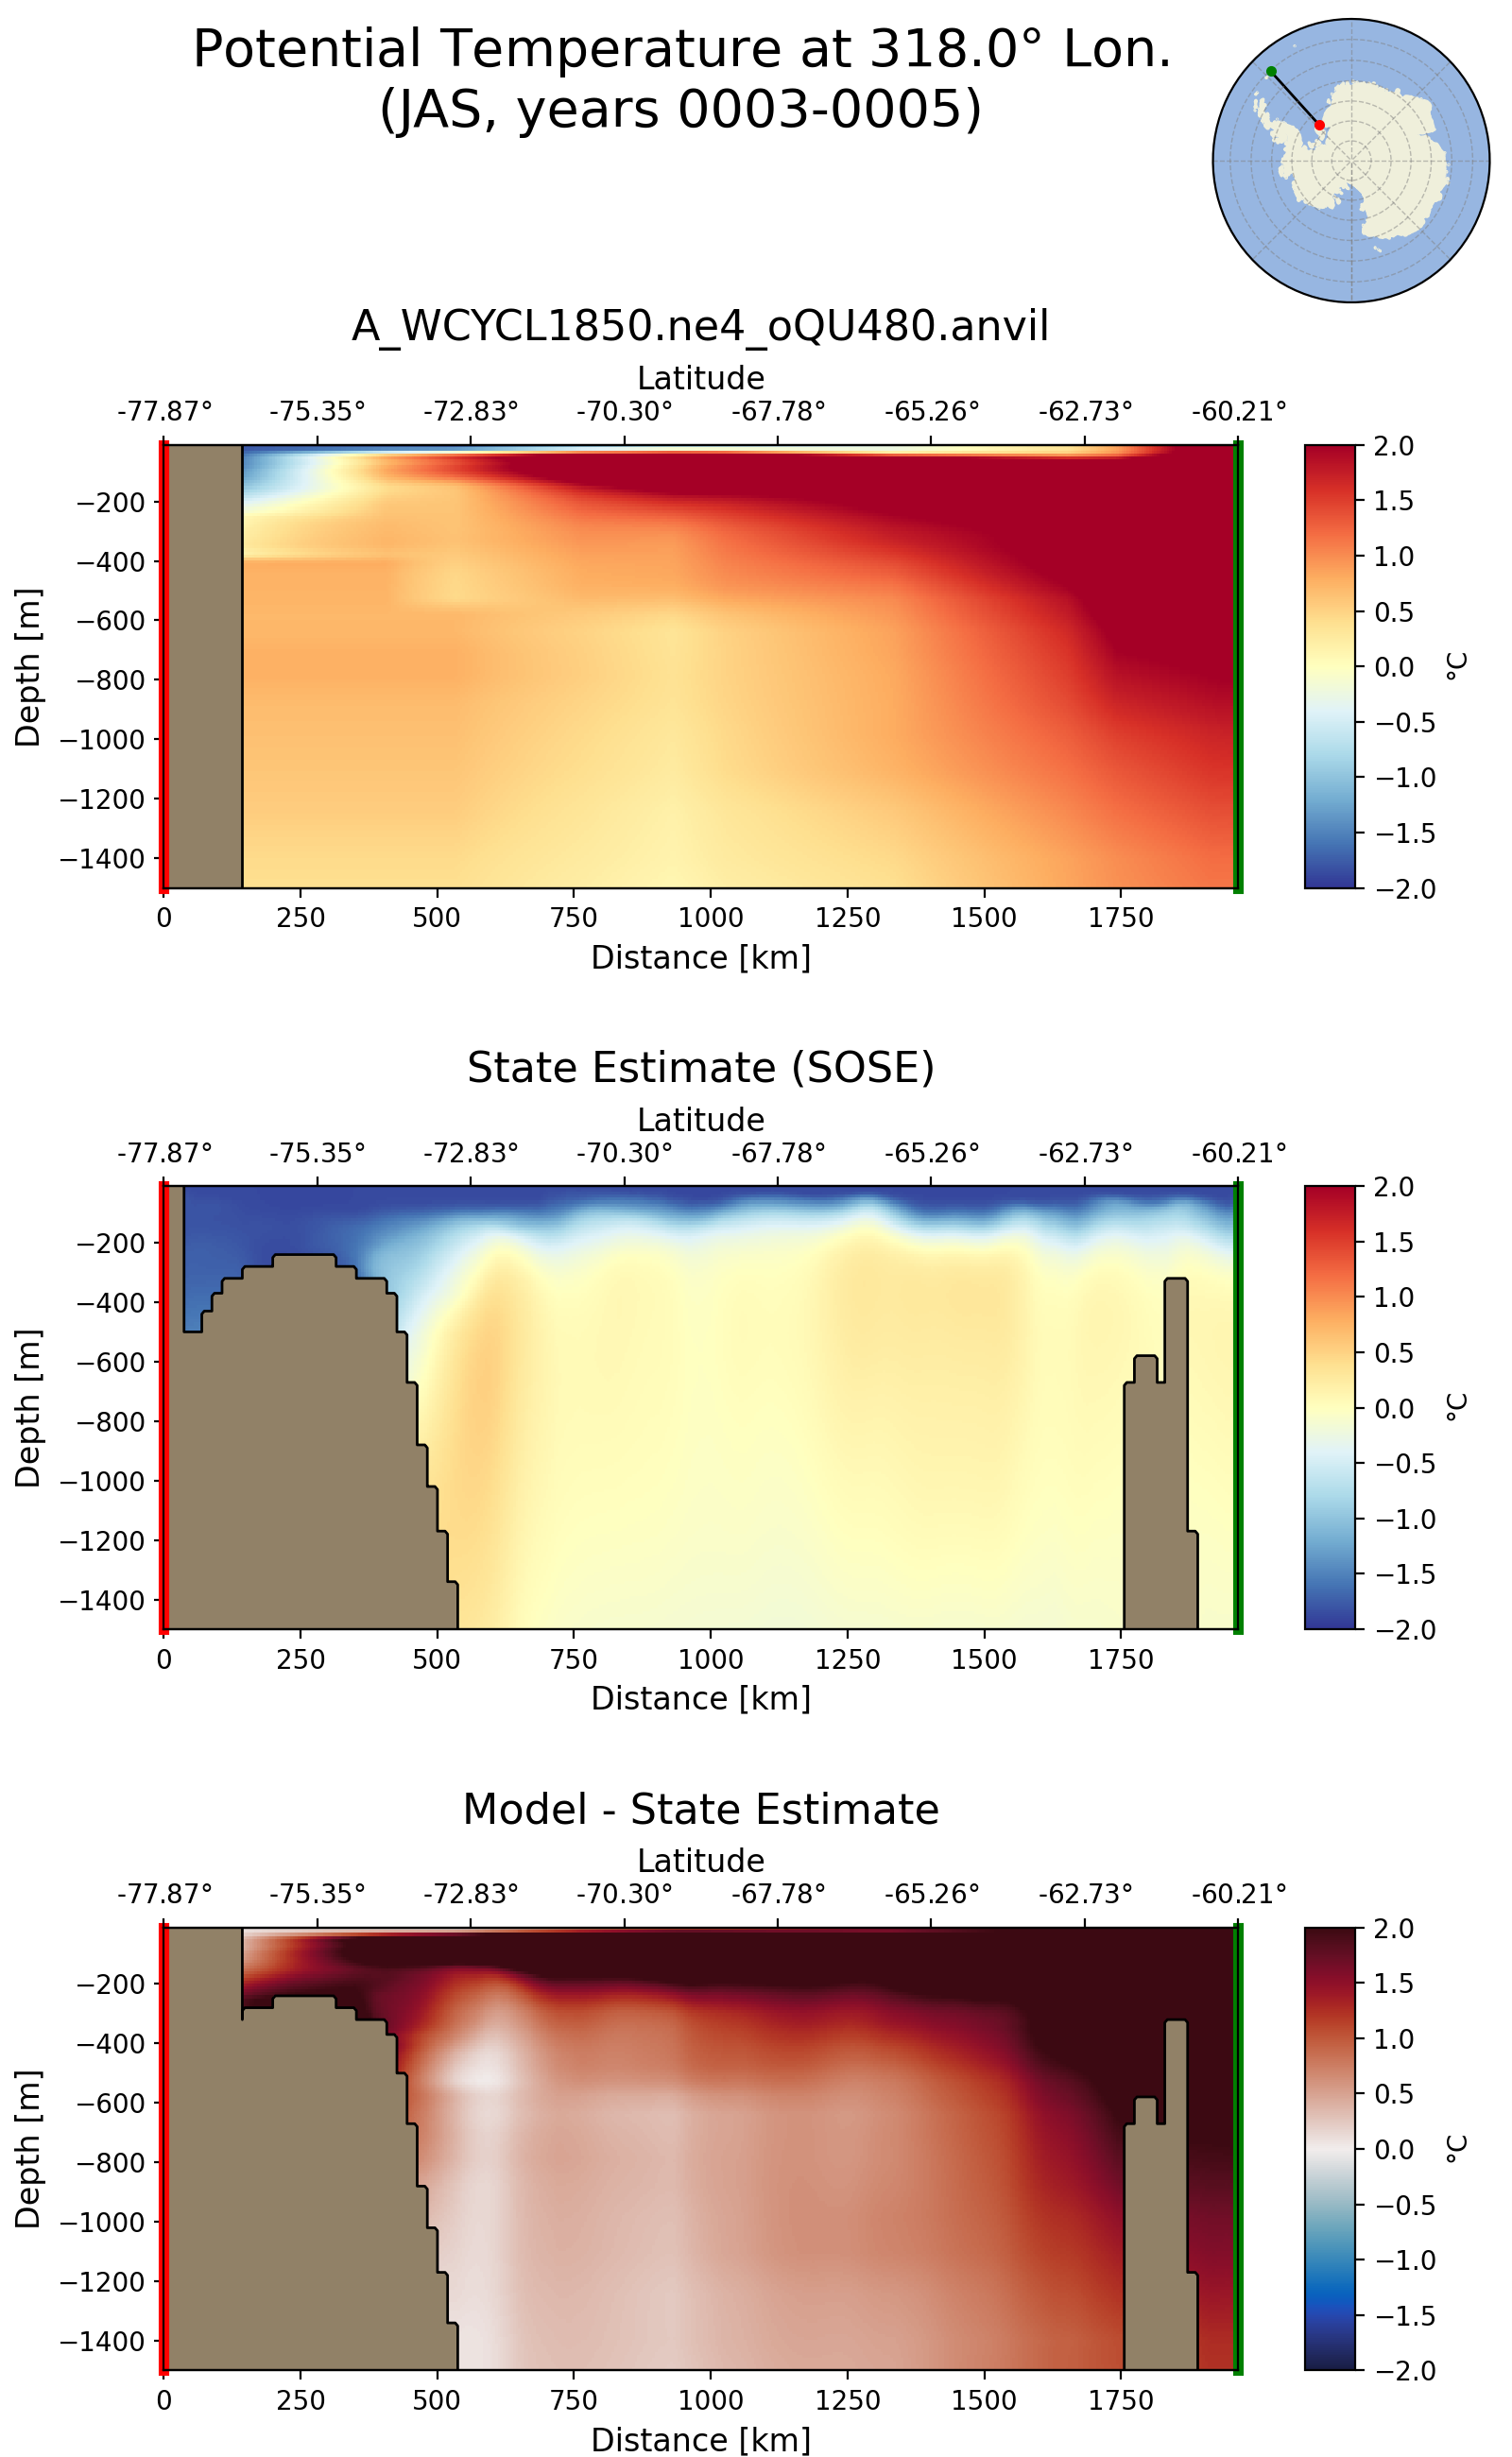 Potential Temperature at 318.0° Lon.
(JAS, years 0003-0005)
A_WCYCL1850.ne4_oQU480.anvil
Latitude
-77.87° -75.35° -72.83° -70.30° -67.78° -65.26° -62.73° -60.21°
−200
−400
−600
−800
−1000
−1200
−1400
Depth [m]
0 250 500 750 1000 1250 1500 1750
Distance [km]
2.0
1.5
1.0
0.5
0.0
−0.5
−1.0
−1.5
−2.0
°C
State Estimate (SOSE)
Latitude
-77.87° -75.35° -72.83° -70.30° -67.78° -65.26° -62.73° -60.21°
−200
−400
−600
−800
−1000
−1200
−1400
Depth [m]
0 250 500 750 1000 1250 1500 1750
Distance [km]
2.0
1.5
1.0
0.5
0.0
−0.5
−1.0
−1.5
−2.0
°C
Model - State Estimate
Latitude
-77.87° -75.35° -72.83° -70.30° -67.78° -65.26° -62.73° -60.21°
−200
−400
−600
−800
−1000
−1200
−1400
Depth [m]
0 250 500 750 1000 1250 1500 1750
Distance [km]
2.0
1.5
1.0
0.5
0.0
−0.5
−1.0
−1.5
−2.0
°C